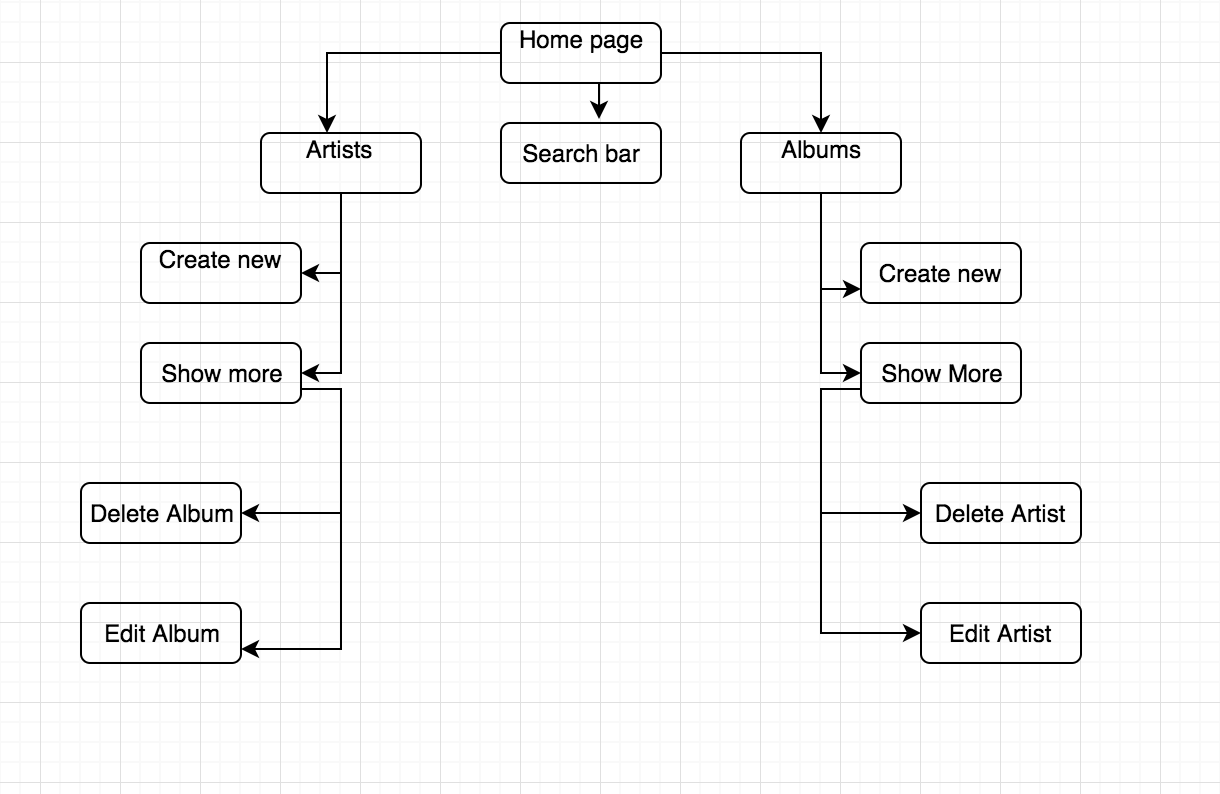 Home page
Artists
Search bar
Albums
Create new
Create new
Show more
Show More
Delete Album
Delete Artist
Edit Album
Edit Artist